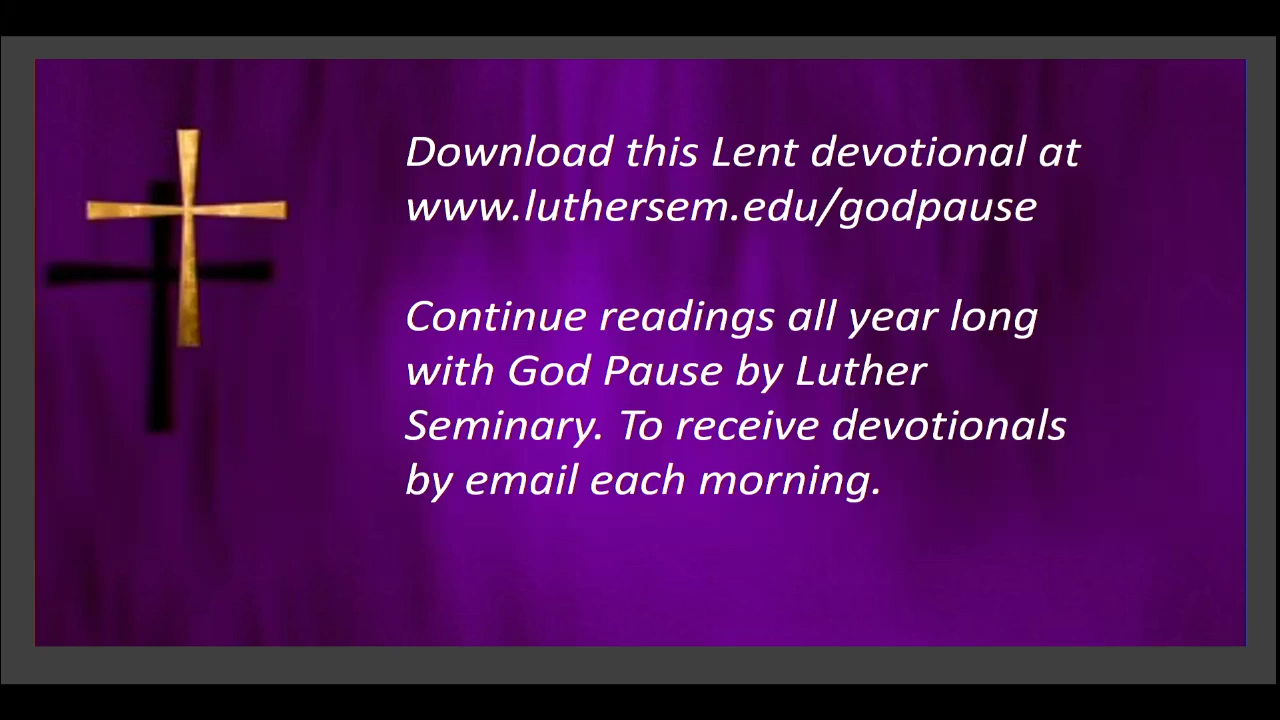 Download this Lent devotional at
www.luthersem.edu/godpause
Continue readings all year long
with God Pause by Luther
Seminary. To receive devotionals
by email each morning.